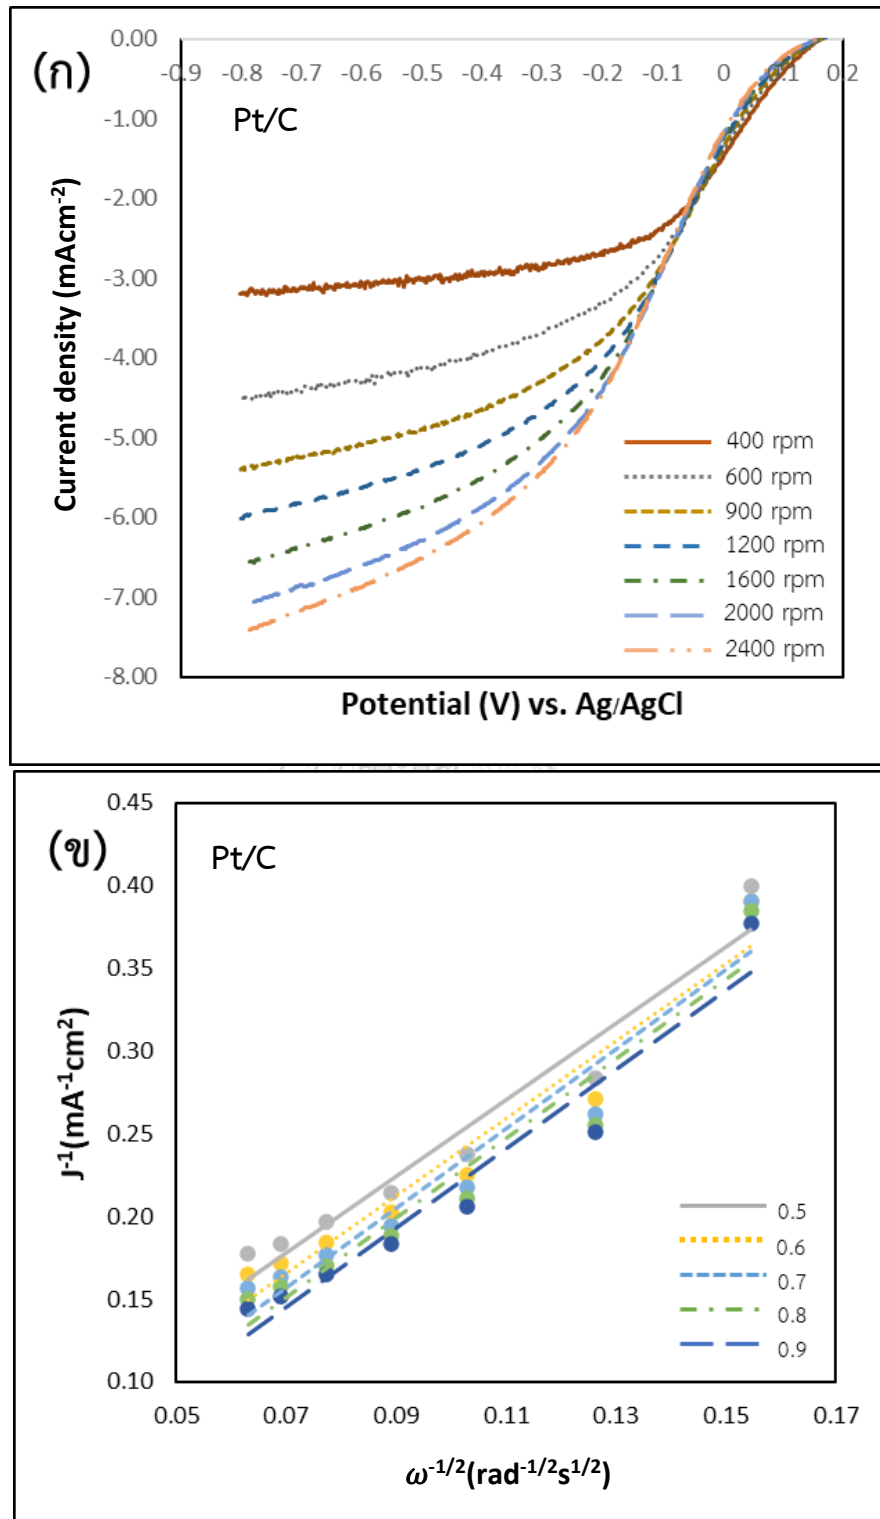 (ก)
Pt/C
0.00
-1.00
-2.00
-3.00
-4.00
-5.00
-6.00
-7.00
-8.00
-0.9 -0.8 -0.7 -0.6 -0.5 -0.4 -0.3 -0.2 -0.1 0 0.1 0.2
Current density (mAcm-2)
400 rpm
600 rpm
900 rpm
1200 rpm
1600 rpm
2000 rpm
2400 rpm
Potential (V) vs. Ag/AgCl
(ข)
Pt/C
0.45
0.40
0.35
0.30
0.25
0.20
0.15
0.10
J-1(mA-1cm2)
0.5
0.6
0.7
0.8
0.9
0.05 0.07 0.09 0.11 0.13 0.15 0.17
ω-1/2(rad-1/2s1/2)